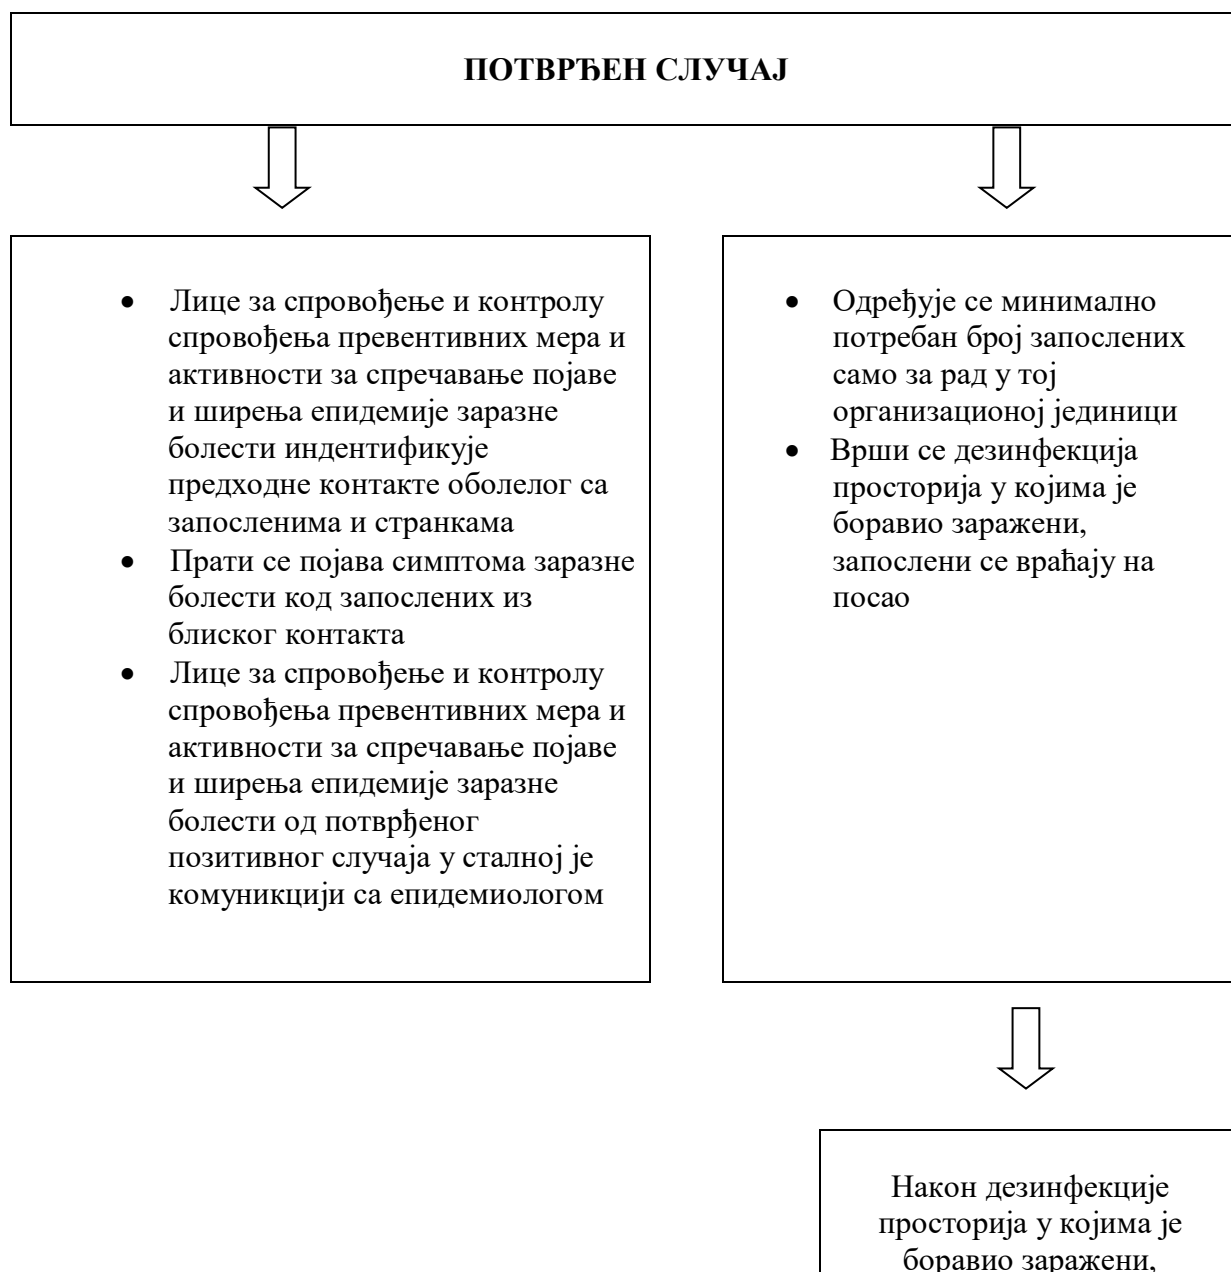 ПОТВРЂЕН СЛУЧАЈ
• Лице за спровођење и контролу
спровођења превентивних мера и
активности за спречавање појаве
и ширења епидемије заразне
болести индентификује
предходне контакте оболелог са
запосленима и странкама
• Прати се појава симптома заразне
болести код запослених из
блиског контакта
• Лице за спровођење и контролу
спровођења превентивних мера и
активности за спречавање појаве
и ширења епидемије заразне
болести од потврђеног
позитивног случаја у сталној је
комуникцији са епидемиологом
• Одређује се минимално
потребан број запослених
само за рад у тој
организационој јединици
• Врши се дезинфекција
просторија у којима је
боравио заражени,
запослени се враћају на
посао
Након дезинфекције
просторија у којима је
боравио заражени,